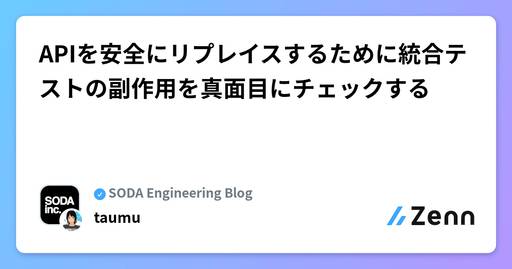 APIを安全にリプレイスするために統合テ
ストの副作用を真面目にチェックする
SODA
inc.
SODA Engineering Blog
taumu
Zenn